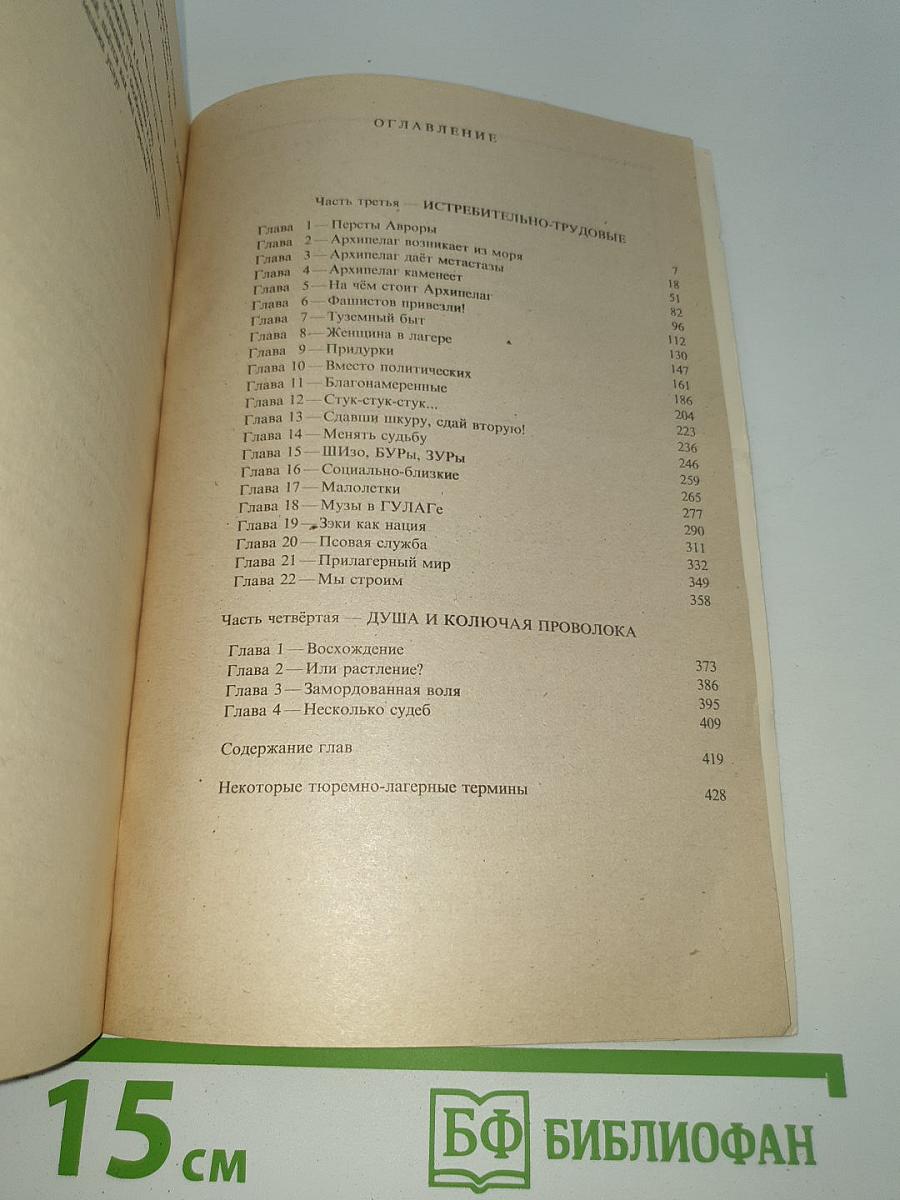 ОГЛАВЛЕНИЕ
Часть третья — ИСТРЕБИТЕЛЬНО-ТРУДОВЫЕ
Глава 1 — Персты Авроры 7
Глава 2 — Архипелаг возникает из моря 18
Глава 3 — Архипелаг даёт метастазы 51
Глава 4 — Архипелаг каменеет 82
Глава 5 — На чём стоит Архипелаг 96
Глава 6 — Фашистов привезли! 112
Глава 7 — Туземный быт 130
Глава 8 — Женщина в лагере 147
Глава 9 — Придурки 161
Глава 10 — Вместо политических 186
Глава 11 — Благонамеренные 204
Глава 12 — Стук-стук-стук... 223
Глава 13 — Сдавши шкуру, сдай вторую! 236
Глава 14 — Менять судьбу 246
Глава 15 — ШИзо, БУРы, ЗУРы 259
Глава 16 — Социально-близкие 265
Глава 17 — Малолетки 277
Глава 18 — Музы в ГУЛАГе 290
Глава 19 — Зэки как нация 311
Глава 20 — Псовая служба 332
Глава 21 — Прилагерный мир 349
Глава 22 — Мы строим 358
Часть четвёртая — ДУША И КОЛЮЧАЯ ПРОВОЛОКА
Глава 1 — Восхождение 373
Глава 2 — Или растление? 386
Глава 3 — Замордованная воля 395
Глава 4 — Несколько судеб 409
Содержание глав 419
Некоторые тюремно-лагерные термины 428
15 см
БФ БИБЛИОФАН